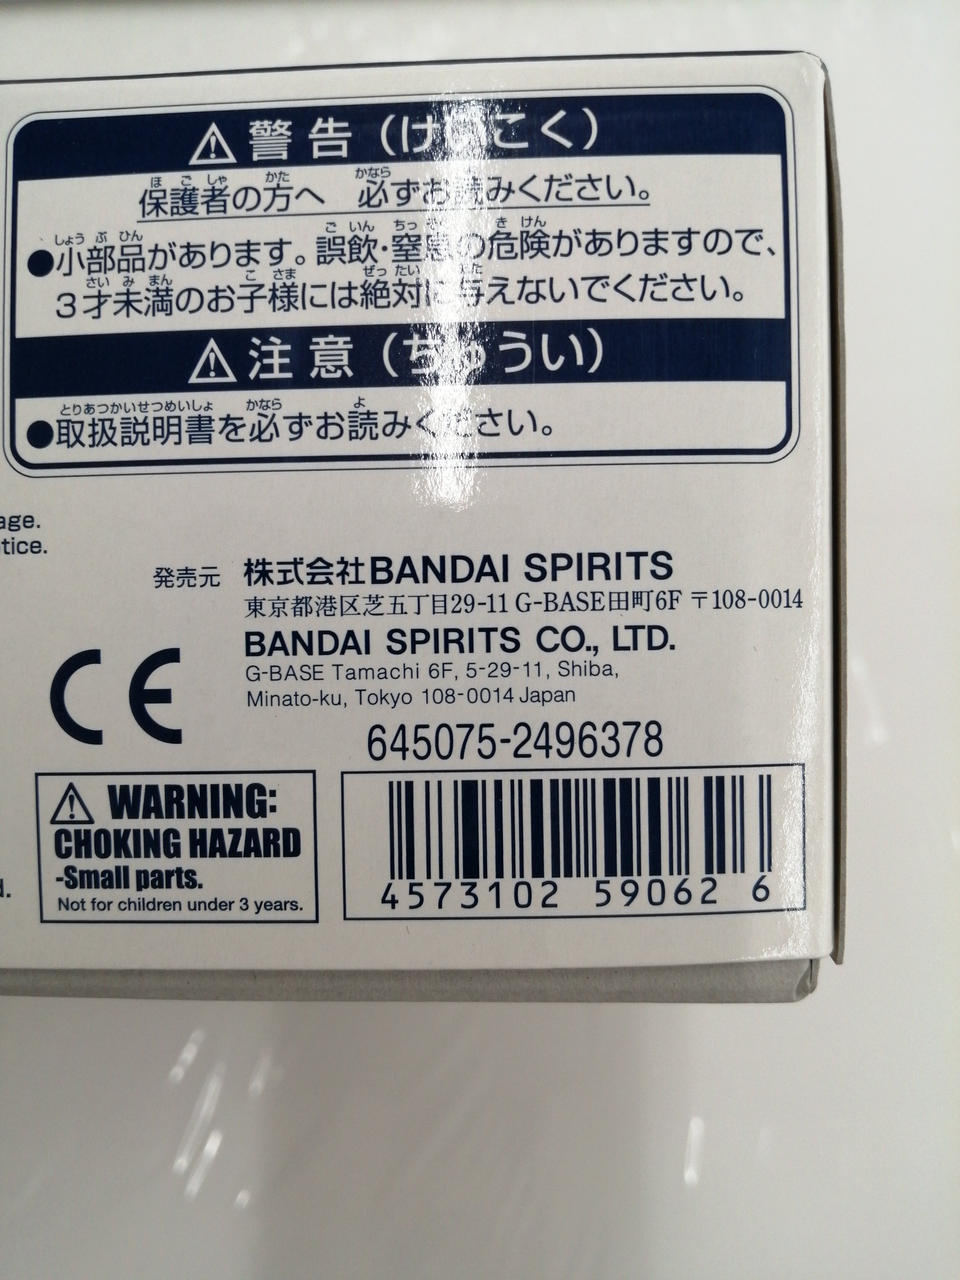 警告（けいこく）
保護者の方へ 必ずお読みください。
●小部品があります。誤飲・窒息の危険がありますので、
3才未満のお子様には絶対に与えないでください。
注意（ちゅうい）
●取扱説明書を必ずお読みください。
age.
tice.
発売元 株式会社BANDAI SPIRITS
東京都港区芝五丁目29-11 G-BASE田町6F 〒108-0014
BANDAI SPIRITS CO., LTD.
G-BASE Tamachi 6F, 5-29-11, Shiba,
Minato-ku, Tokyo 108-0014 Japan
CE
645075-2496378
WARNING:
CHOKING HAZARD
-Small parts.
Not for children under 3 years.
d.
4573102 59062 6